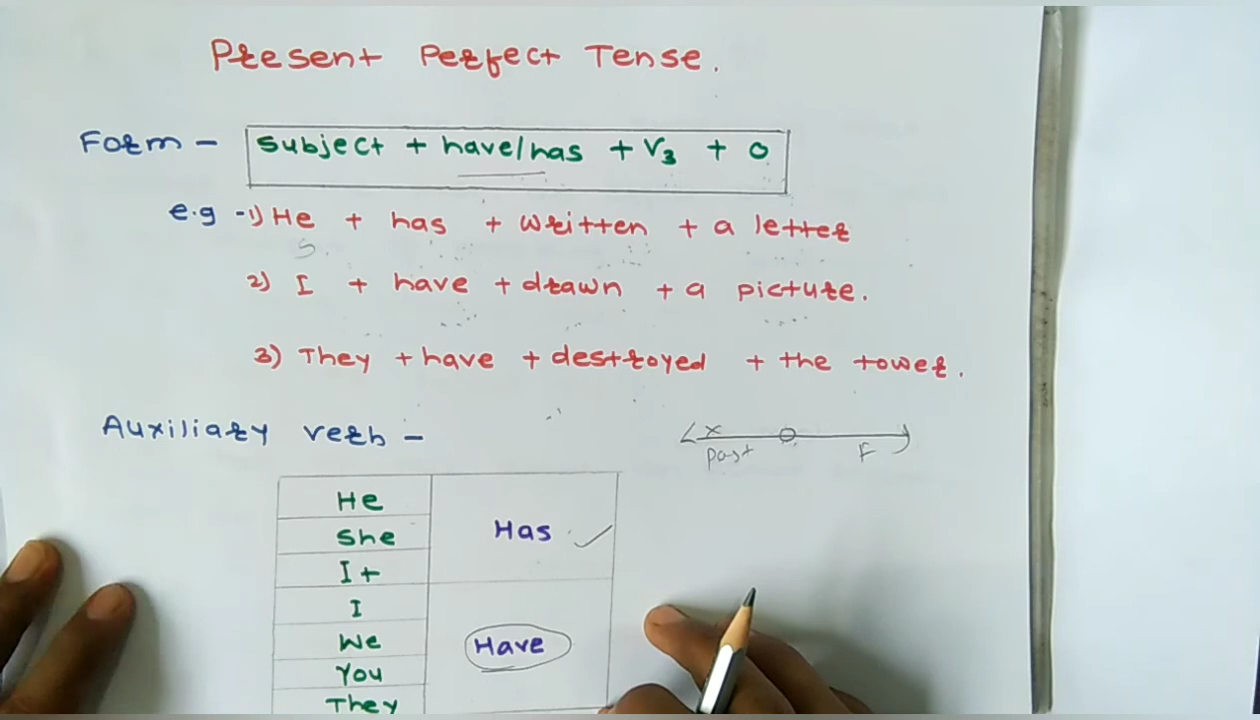 Present Perfect Tense.
Form - subject + have/has + V3 + O
e.g -1) He + has + written + a letter
S.
2) I + have + drawn + a picture.
3) They + have + destroyed + the tower.
Auxiliary verb -
x
past F
He
She
It
Has
I
We
You
They
Have